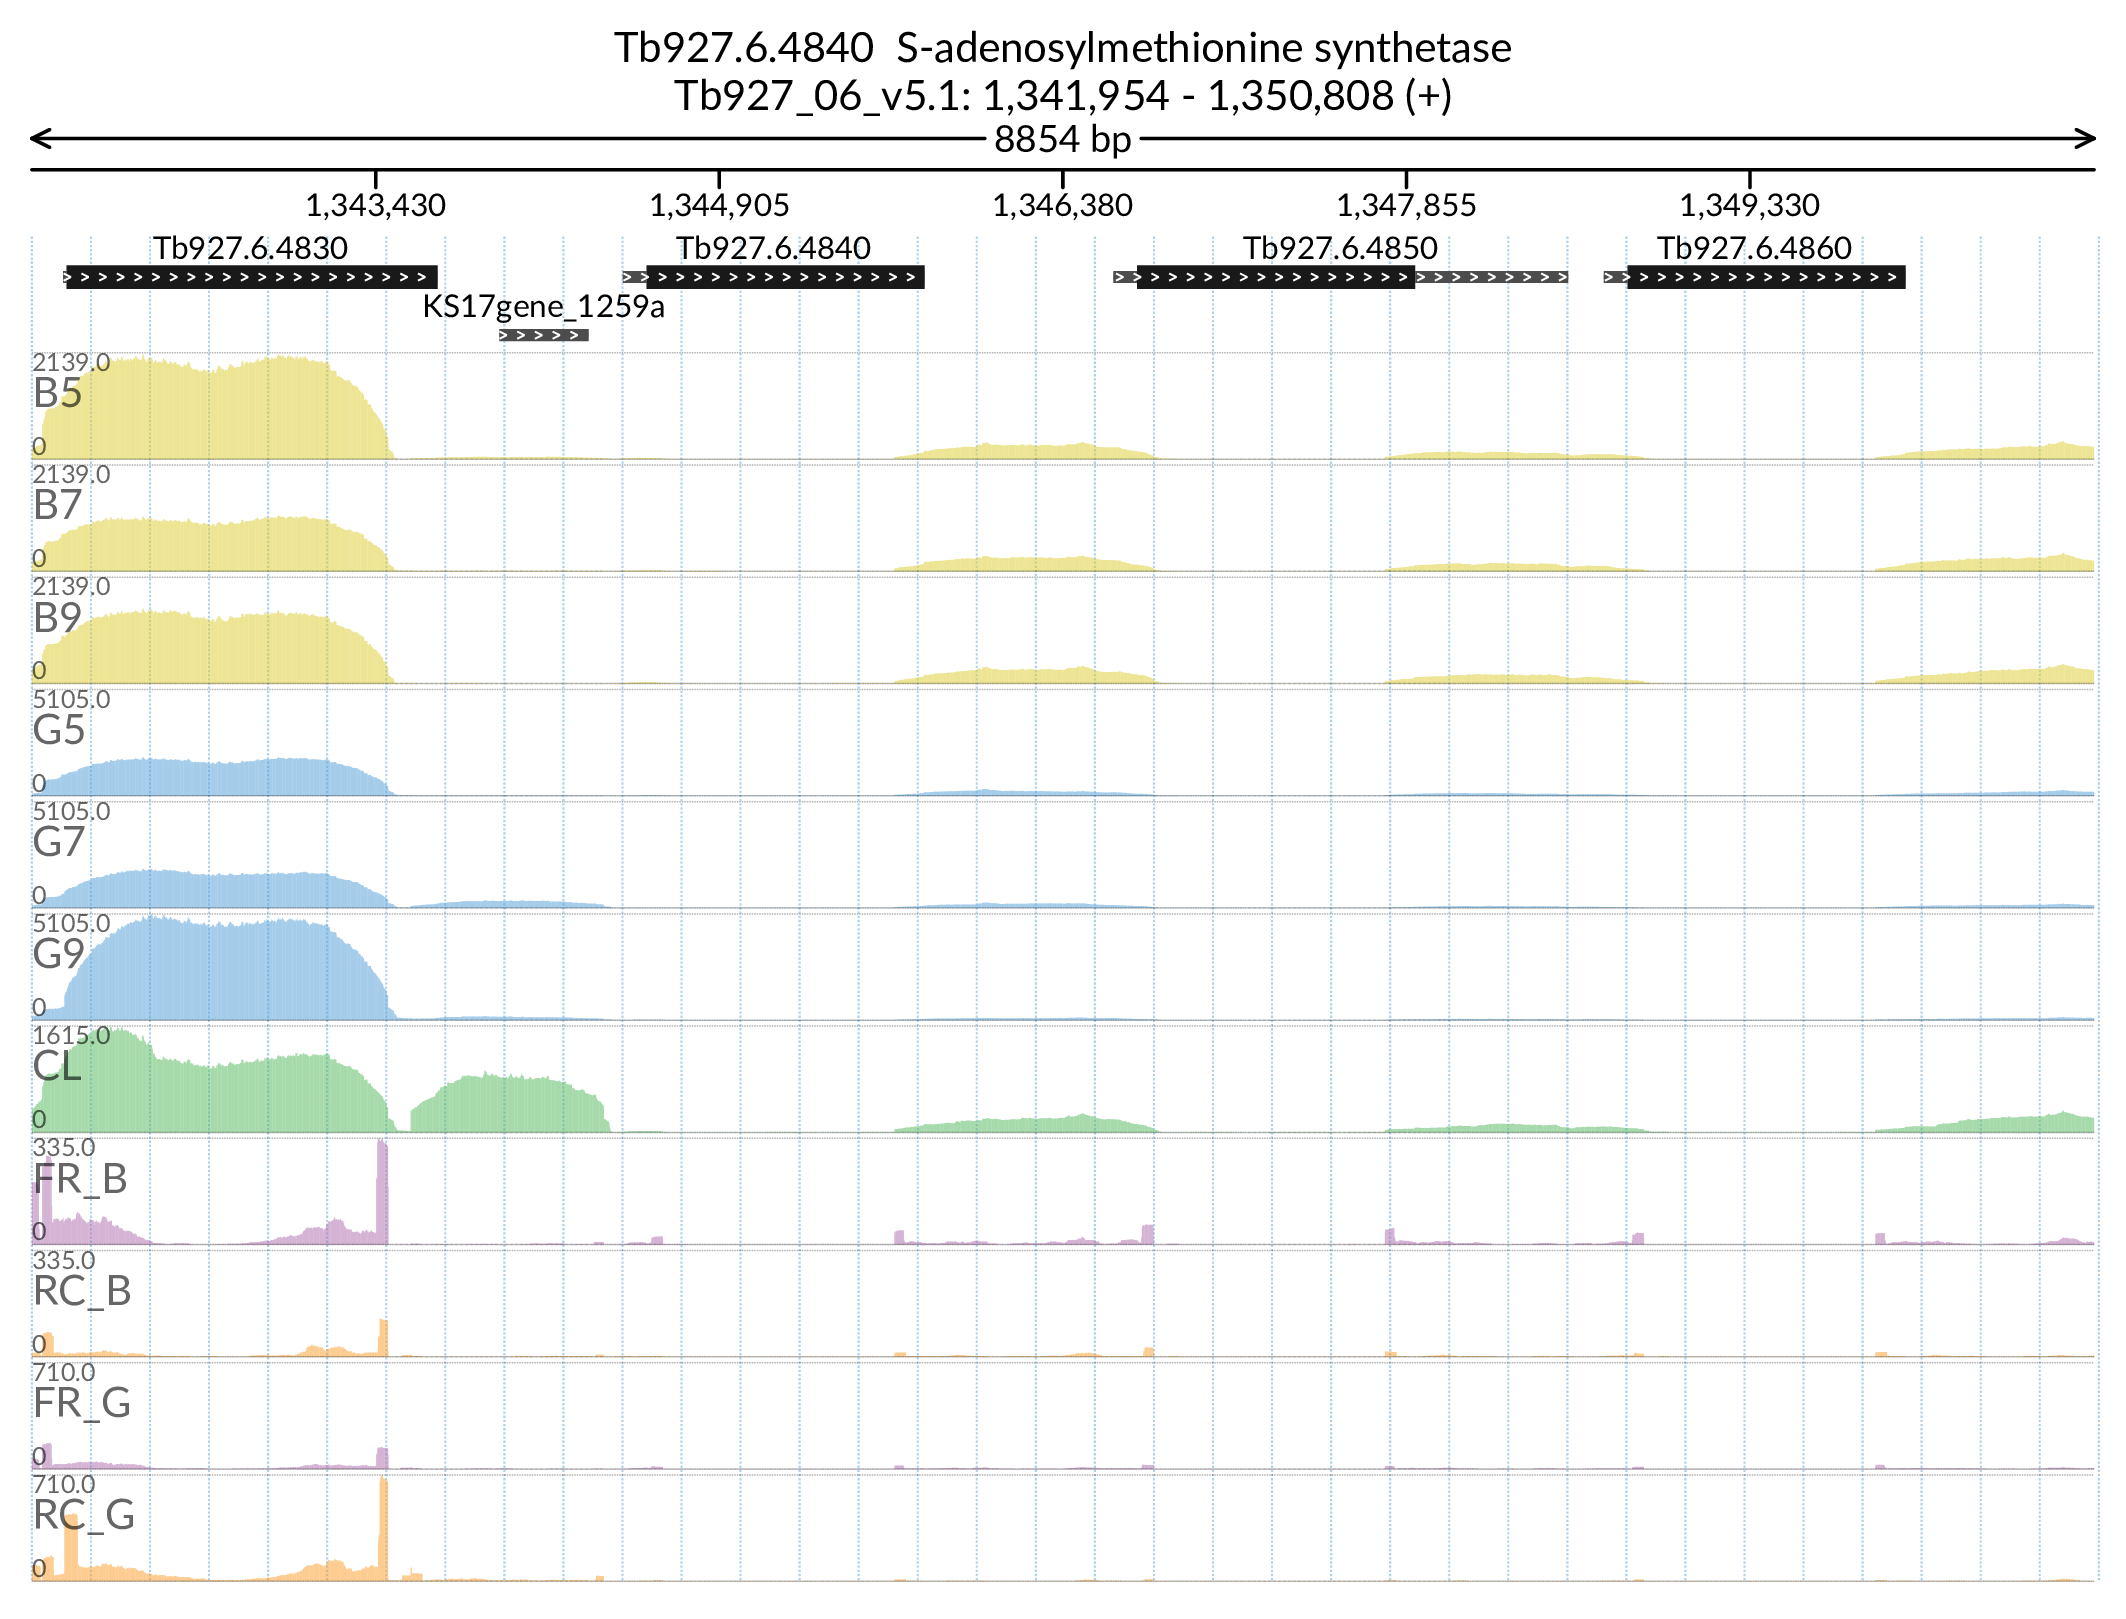 Tb927.6.4840  S-adenosylmethionine synthetase
Tb927_06_v5.1: 1,341,954 - 1,350,808 (+)
8854 bp
1,343,430 1,344,905 1,346,380 1,347,855 1,349,330
Tb927.6.4830 Tb927.6.4840 Tb927.6.4850 Tb927.6.4860
KS17gene_1259a
2139.0
B5
0
2139.0
B7
0
2139.0
B9
0
5105.0
G5
0
5105.0
G7
0
5105.0
G9
0
1615.0
CL
0
335.0
FR_B
0
335.0
RC_B
0
710.0
FR_G
0
710.0
RC_G
0